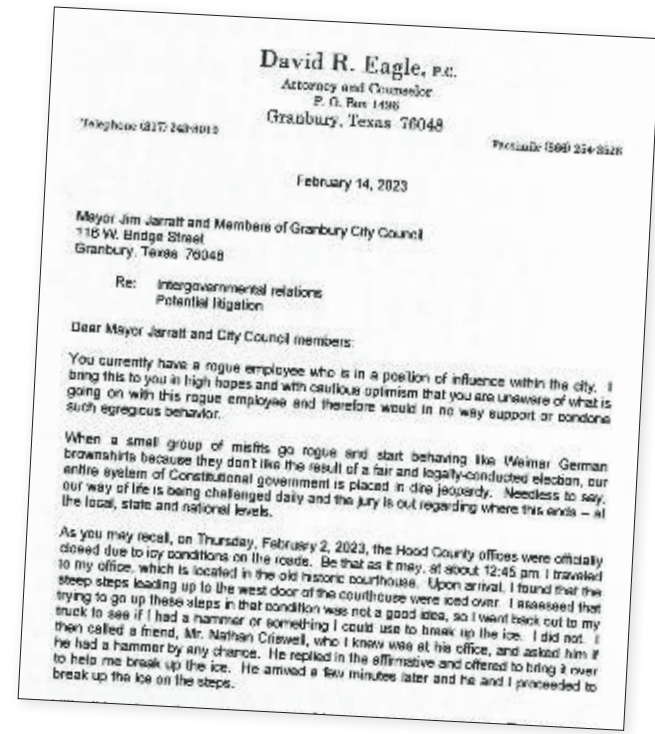 David R. Eagle, P.C.
Attorney and Counselor
P. O. Box 1496
Granbury, Texas 76048
Telephone
Facsimile
February 14, 2023
Mayor Jim Jarratt and Members of Granbury City Council
116 W. Bridge Street
Granbury, Texas 76048
Re: Intergovernmental relations
Potential litigation
Dear Mayor Jarratt and City Council members:
You currently have a rogue employee who is in a position of influence within the city. I
bring this to you in high hopes and with cautious optimism that you are unaware of what is
going on with this rogue employee and therefore would in no way support or condone
such egregious behavior.
When a small group of misfits go rogue and start behaving like Weimer German
brownshirts because they don't like the result of a fair and legally-conducted election, our
entire system of Constitutional government is placed in dire jeopardy. Needless to say,
our way of life is being challenged daily and the jury is out regarding where this ends – at
the local, state and national levels.
As you may recall, on Thursday, February 2, 2023, the Hood County offices were officially
closed due to icy conditions on the roads. Be that as it may, at about 12:45 pm I traveled
to my office, which is located in the old historic courthouse. Upon arrival, I found that the
steep steps leading up to the west door of the courthouse were iced over. I assessed that
trying to go up these steps in that condition was not a good idea, so I went back out to my
truck to see if I had a hammer or something I could use to break up the ice. I did not. I
then called a friend, Mr. Nathan Criswell, who I knew was at his office, and asked him if
he had a hammer by any chance. He replied in the affirmative and offered to bring it over
to help me break up the ice. He arrived a few minutes later and he and I proceeded to
break up the ice on the steps.